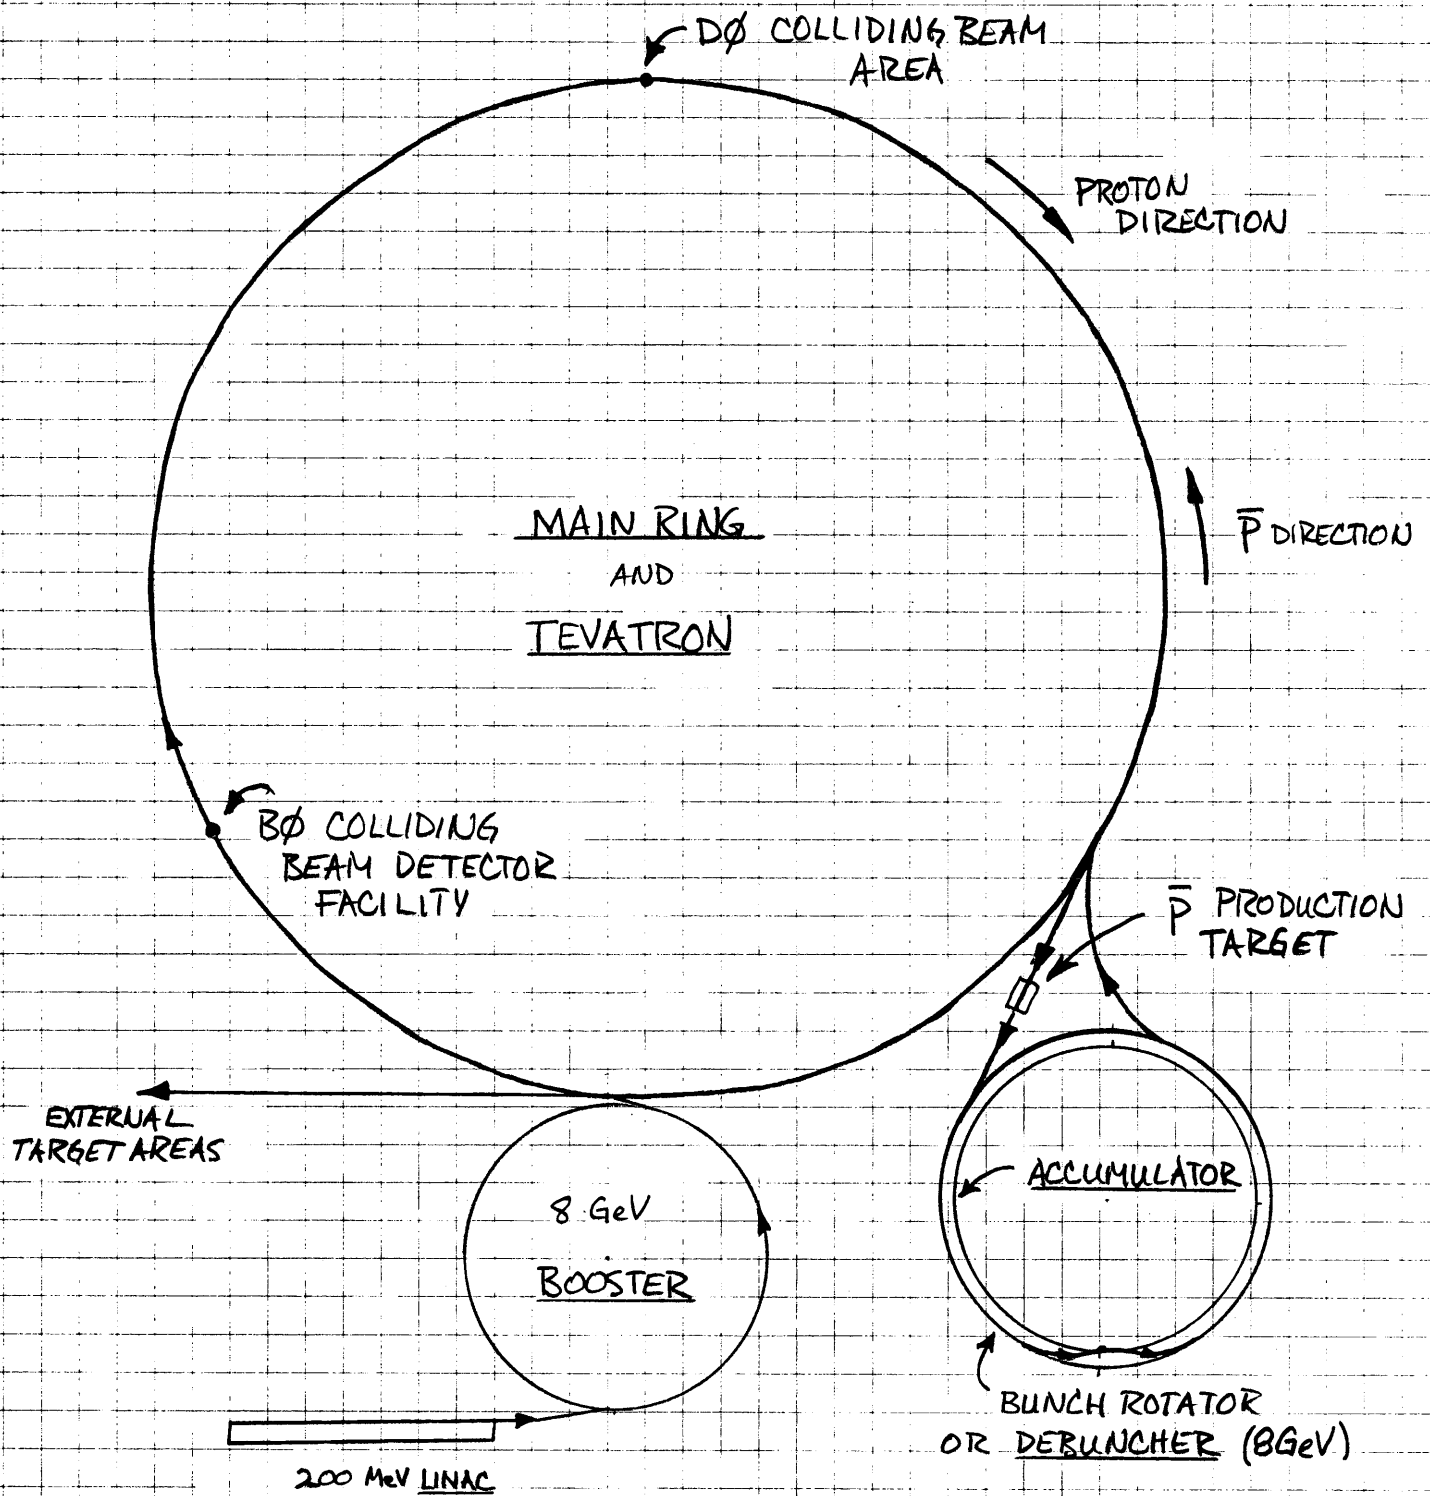 DØ COLLIDING BEAM
AREA
PROTON
DIRECTION
MAIN RING
AND
TEVATRON
P̅ DIRECTION
BØ COLLIDING
BEAM DETECTOR
FACILITY
P̅ PRODUCTION
TARGET
EXTERNAL
TARGET AREAS
8 GeV
BOOSTER
ACCUMULATOR
BUNCH ROTATOR
OR DEBUNCHER (8GeV)
200 MeV LINAC